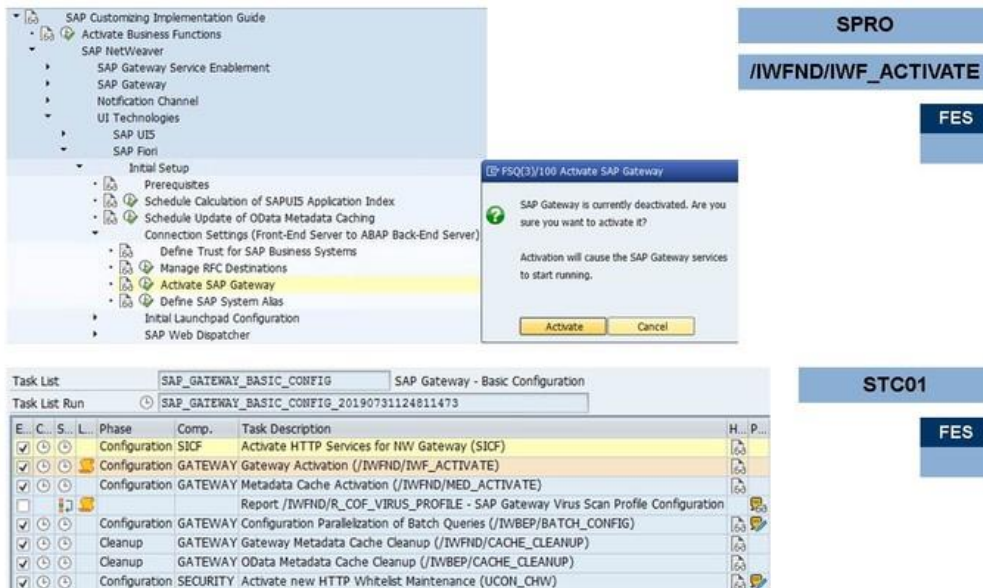 SAP Customizing Implementation Guide
Activate Business Functions
SAP NetWeaver
SAP Gateway Service Enablement
SAP Gateway
Notification Channel
UI Technologies
SAP UI5
SAP Fiori
Initial Setup
Prerequisites
Schedule Calculation of SAPUI5 Application Index
Schedule Update of OData Metadata Caching
Connection Settings (Front-End Server to ABAP Back-End Server)
Define Trust for SAP Business Systems
Manage RFC Destinations
Activate SAP Gateway
Define SAP System Alias
Initial Launchpad Configuration
SAP Web Dispatcher
FSQ(3)/100 Activate SAP Gateway
SAP Gateway is currently deactivated. Are you
sure you want to activate it?
Activation will cause the SAP Gateway services
to start running.
Activate Cancel
SPRO
/IWFND/IWF_ACTIVATE
FES
Task List SAP_GATEWAY_BASIC_CONFIG SAP Gateway - Basic Configuration
Task List Run SAP_GATEWAY_BASIC_CONFIG_20190731124811473
E... C... S... L... Phase Comp. Task Description H... P...
Configuration SICF Activate HTTP Services for NW Gateway (SICF)
Configuration GATEWAY Gateway Activation (/IWFND/IWF_ACTIVATE)
Configuration GATEWAY Metadata Cache Activation (/IWFND/MED_ACTIVATE)
Report /IWFND/R_COF_VIRUS_PROFILE - SAP Gateway Virus Scan Profile Configuration
Configuration GATEWAY Configuration Parallelization of Batch Queries (/IWBEP/BATCH_CONFIG)
Cleanup GATEWAY Gateway Metadata Cache Cleanup (/IWFND/CACHE_CLEANUP)
Cleanup GATEWAY OData Metadata Cache Cleanup (/IWBEP/CACHE_CLEANUP)
Configuration SECURITY Activate new HTTP Whitelist Maintenance (UCON_CHW)
STC01
FES